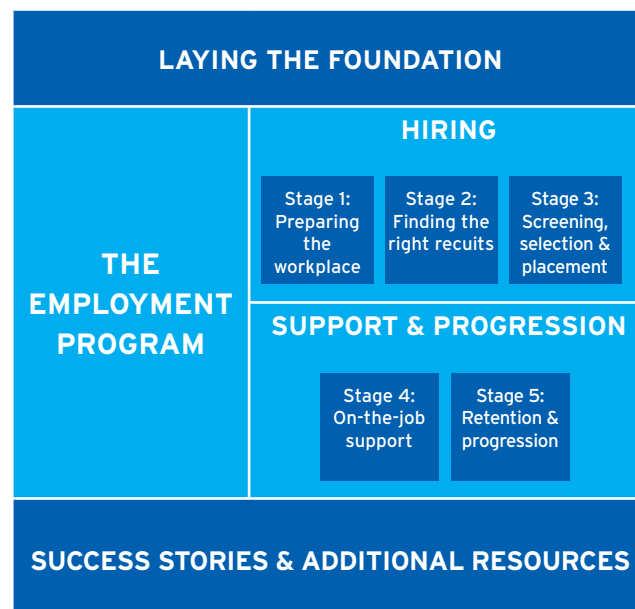 LAYING THE FOUNDATION
THE
EMPLOYMENT
PROGRAM
HIRING
Stage 1:
Preparing
the
workplace
Stage 2:
Finding the
right recuits
Stage 3:
Screening,
selection &
placement
SUPPORT & PROGRESSION
Stage 4:
On-the-job
support
Stage 5:
Retention &
progression
SUCCESS STORIES & ADDITIONAL RESOURCES